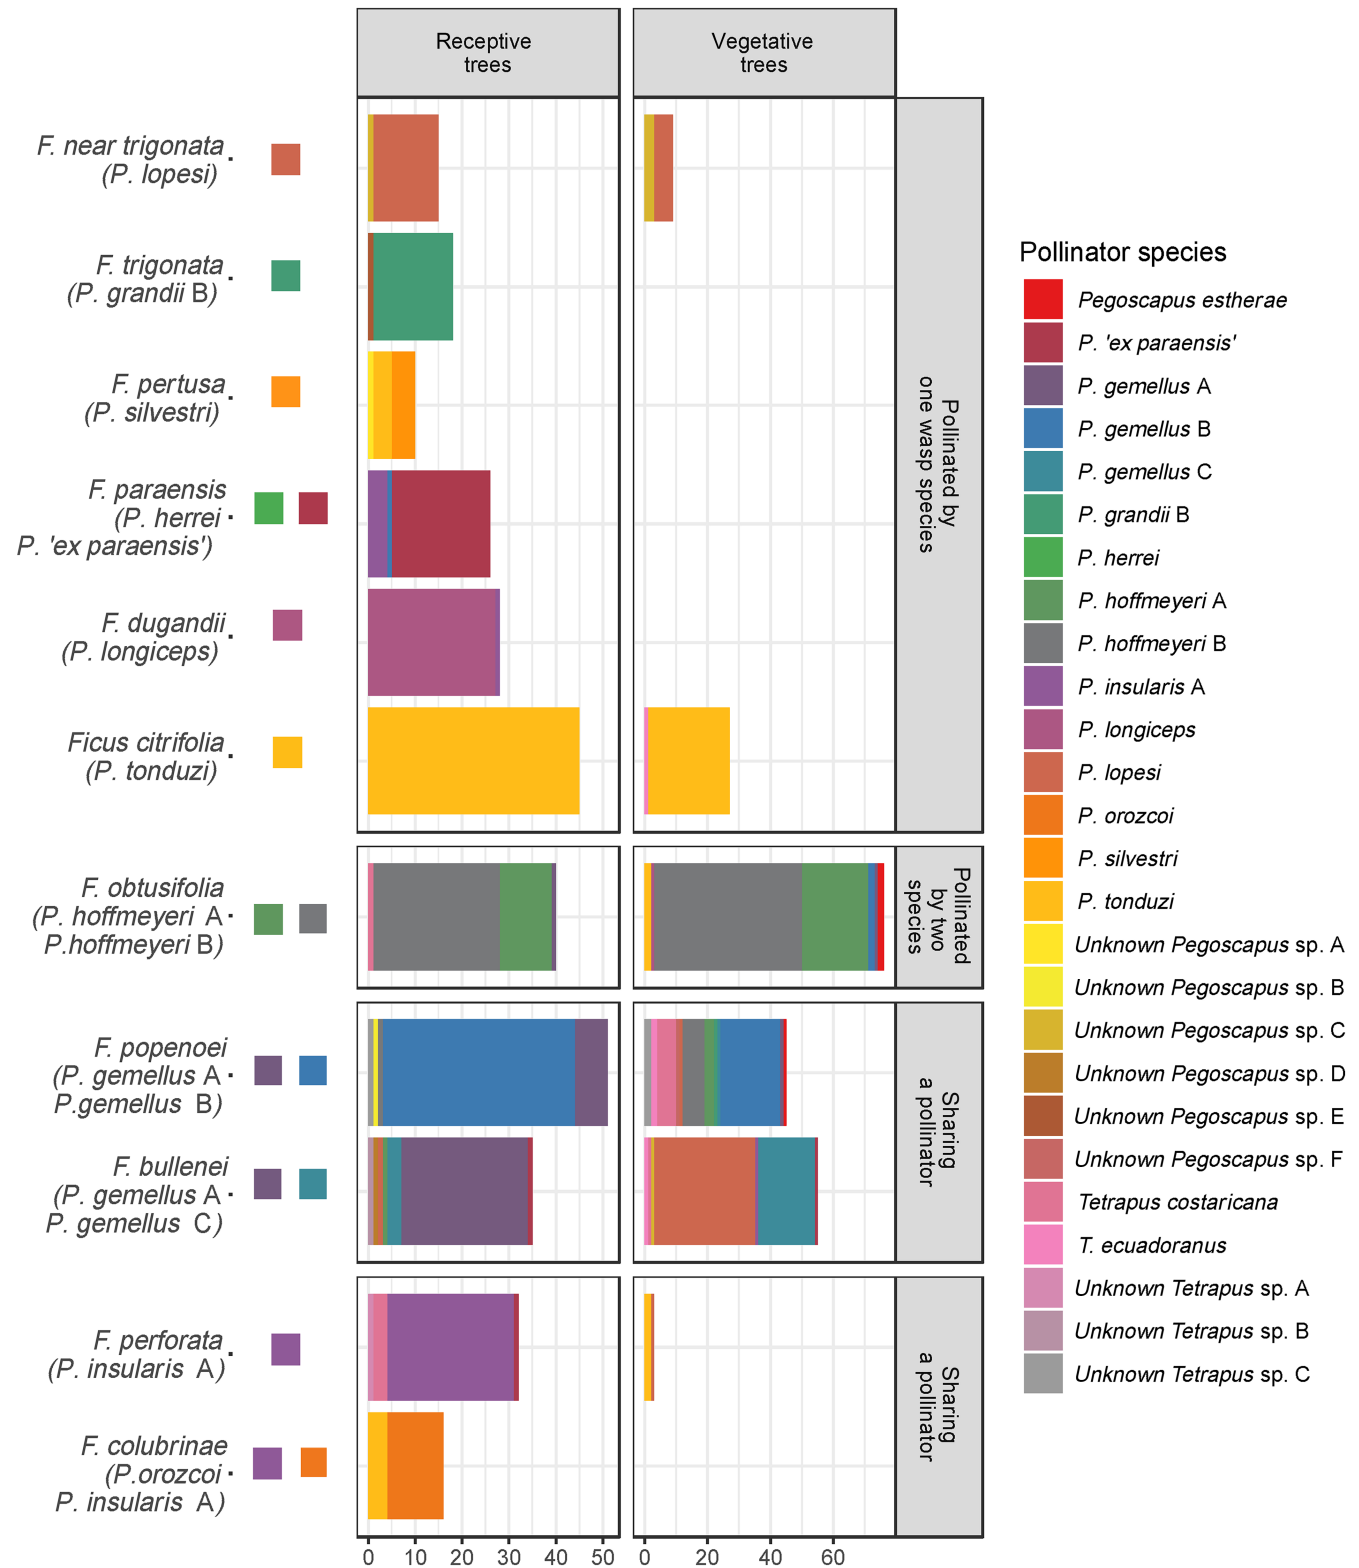 Receptive
trees
Vegetative
trees
F. near trigonata
(P. lopesi)
F. trigonata
(P. grandii B)
F. pertusa
(P. silvestri)
F. paraensis
(P. herrei
P. 'ex paraensis')
F. dugandii
(P. longiceps)
Ficus citrifolia
(P. tonduzi)
Pollinated by
one wasp species
F. obtusifolia
(P. hoffmeyeri A
P.hoffmeyeri B)
Pollinated
by two
species
F. popenoei
(P. gemellus A
P.gemellus B)
F. bullenei
(P. gemellus A
P. gemellus C)
Sharing
a pollinator
F. perforata
(P. insularis A)
F. colubrinae
(P.orozcoi
P. insularis A)
Sharing
a pollinator
0 10 20 30 40 50
0 20 40 60
Pollinator species
Pegoscapus estherae
P. 'ex paraensis'
P. gemellus A
P. gemellus B
P. gemellus C
P. grandii B
P. herrei
P. hoffmeyeri A
P. hoffmeyeri B
P. insularis A
P. longiceps
P. lopesi
P. orozcoi
P. silvestri
P. tonduzi
Unknown Pegoscapus sp. A
Unknown Pegoscapus sp. B
Unknown Pegoscapus sp. C
Unknown Pegoscapus sp. D
Unknown Pegoscapus sp. E
Unknown Pegoscapus sp. F
Tetrapus costaricana
T. ecuadoranus
Unknown Tetrapus sp. A
Unknown Tetrapus sp. B
Unknown Tetrapus sp. C